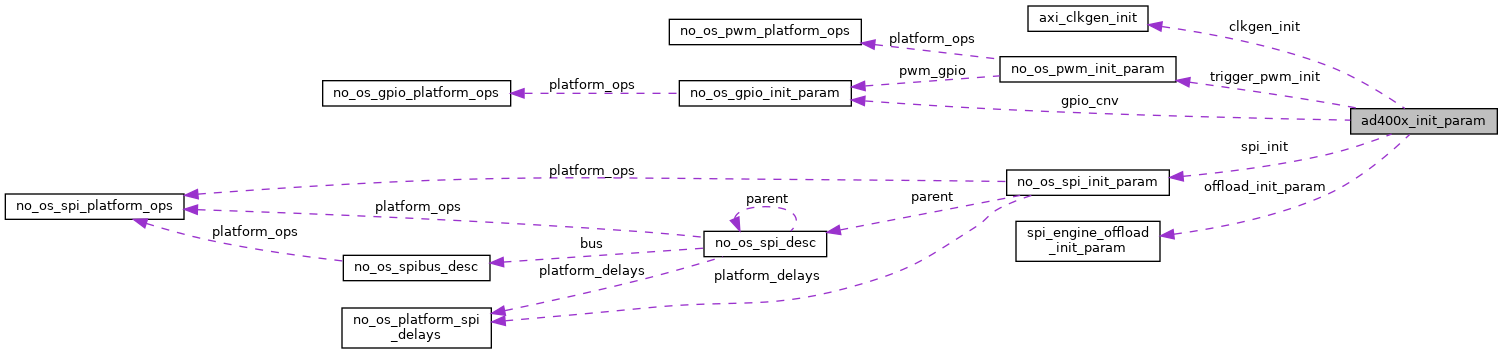 axi_clkgen_init
no_os_pwm_platform_ops
clkgen_init
platform_ops
no_os_pwm_init_param
pwm_gpio
trigger_pwm_init
platform_ops
no_os_gpio_platform_ops
no_os_gpio_init_param
gpio_cnv
ad400x_init_param
spi_init
platform_ops
no_os_spi_init_param
offload_init_param
parent
parent
no_os_spi_platform_ops
platform_ops
platform_ops
spi_engine_offload
_init_param
no_os_spi_desc
bus
no_os_spibus_desc
platform_delays
platform_delays
no_os_platform_spi
_delays